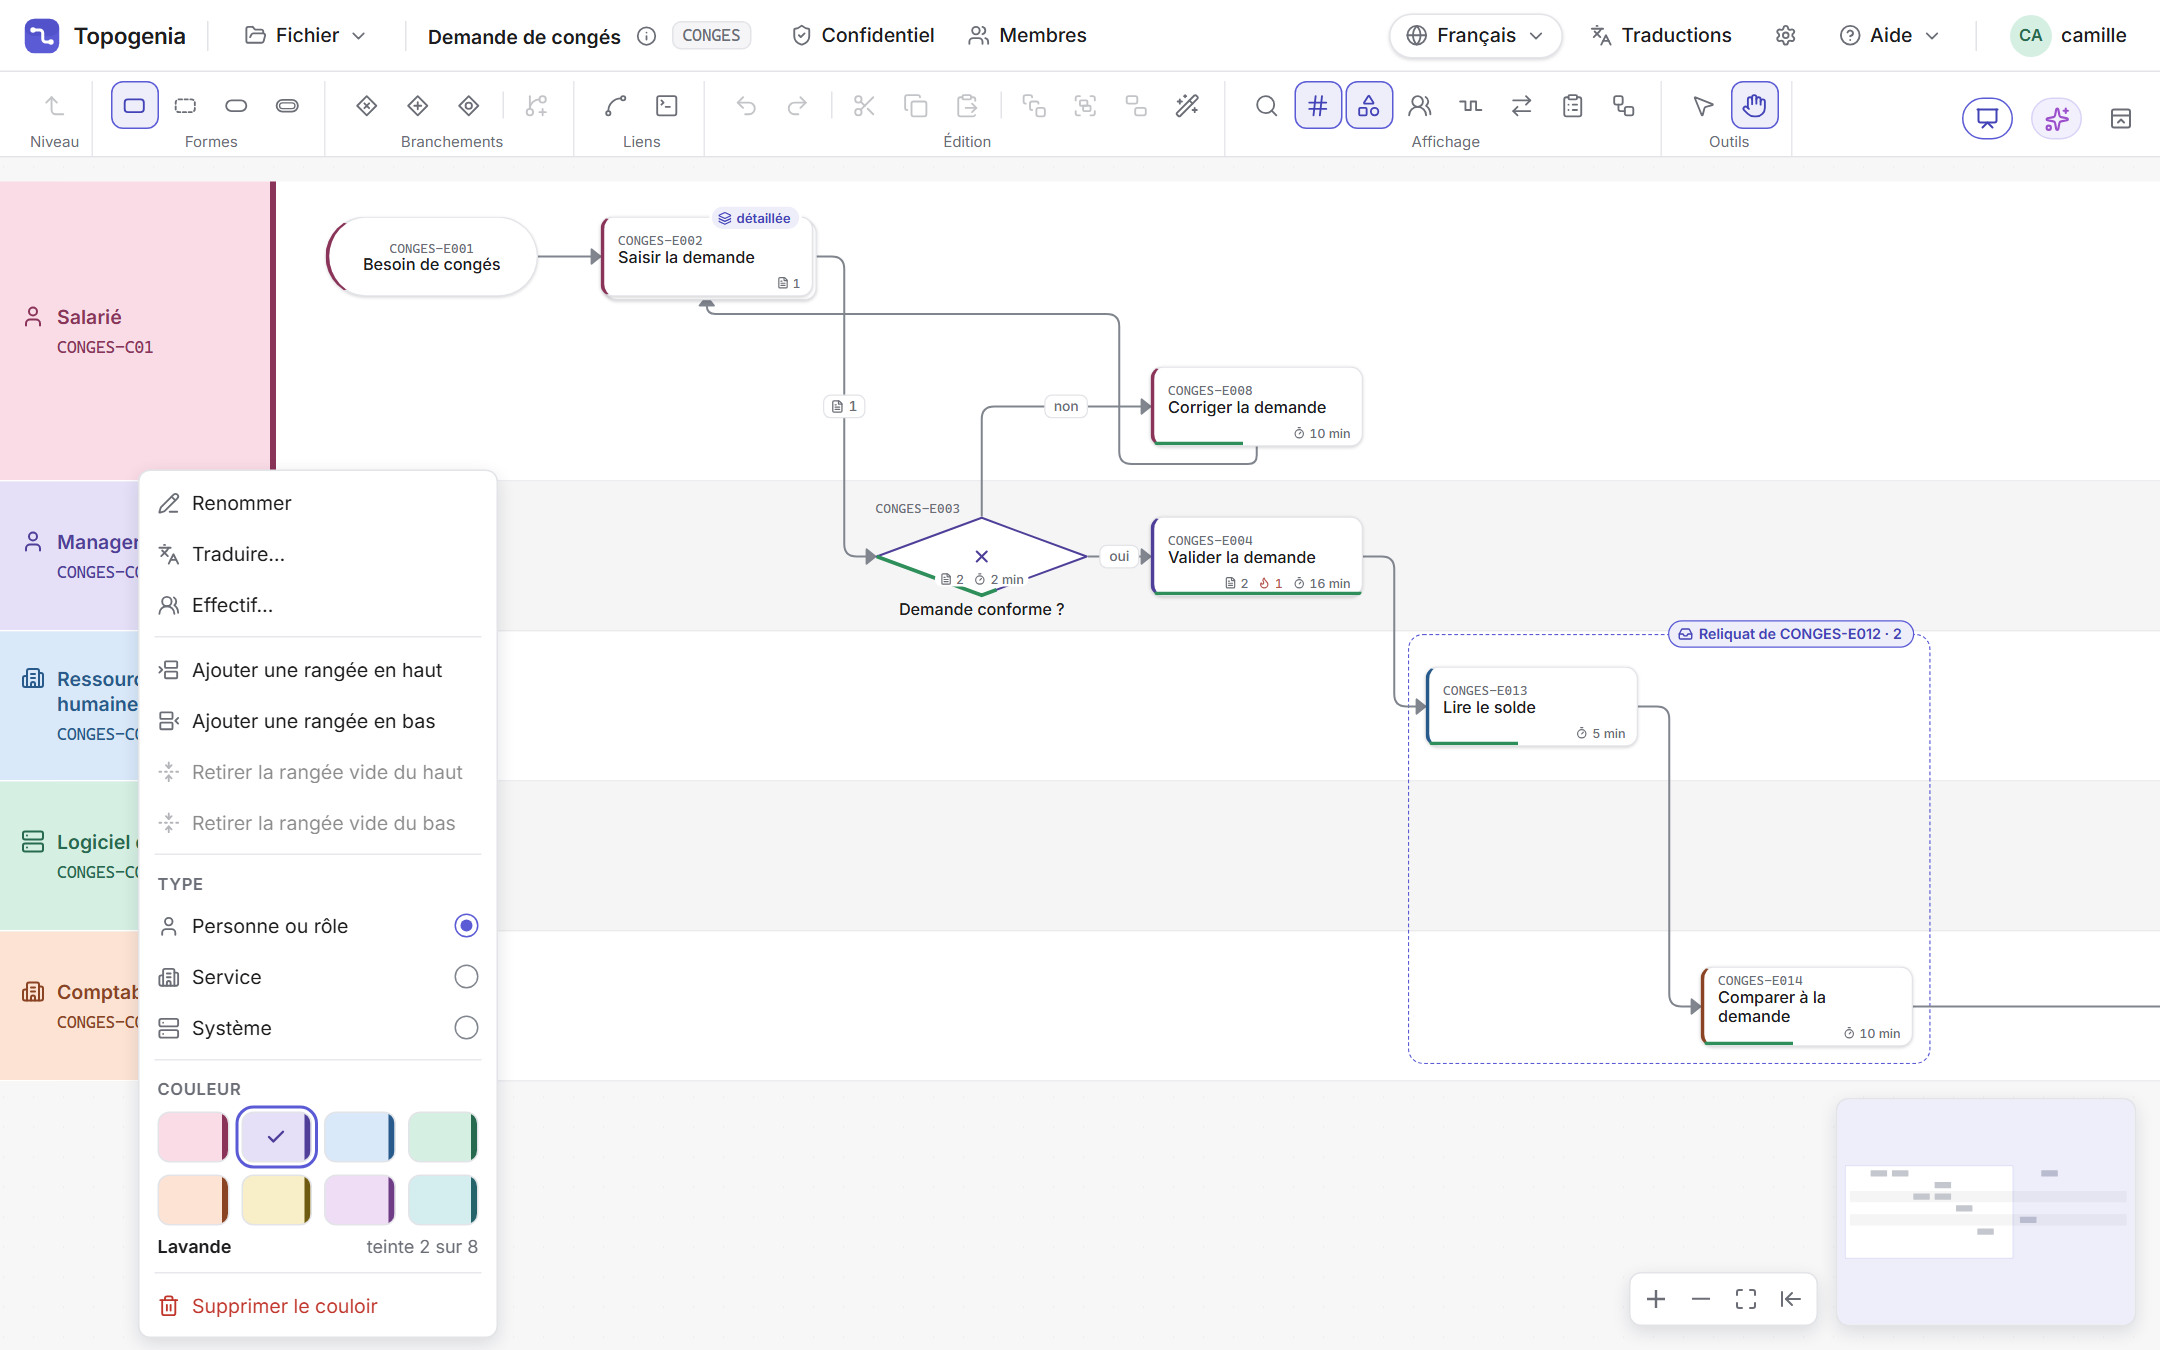 Topogenia
Fichier
Demande de congés
CONGES
Confidentiel
Membres
Français
Traductions
Aide
CA
camille
Niveau
Formes
Branchements
Liens
Édition
Affichage
Outils
Salarié
CONGES-C01
CONGES-E001
Besoin de congés
détaillée
CONGES-E002
Saisir la demande
1
1
non
CONGES-E008
Corriger la demande
10 min
Manager
CONGES-E003
2
2 min
Demande conforme ?
oui
CONGES-E004
Valider la demande
2
1
16 min
humaine
Reliquat de CONGES-E012 · 2
CONGES-E013
Lire le solde
5 min
Logiciel
CONGES-E014
Comparer à la
demande
10 min
Renommer
Traduire...
Effectif...
Ajouter une rangée en haut
Ajouter une rangée en bas
Retirer la rangée vide du haut
Retirer la rangée vide du bas
TYPE
Personne ou rôle
Service
Système
COULEUR
Lavande
teinte 2 sur 8
Supprimer le couloir